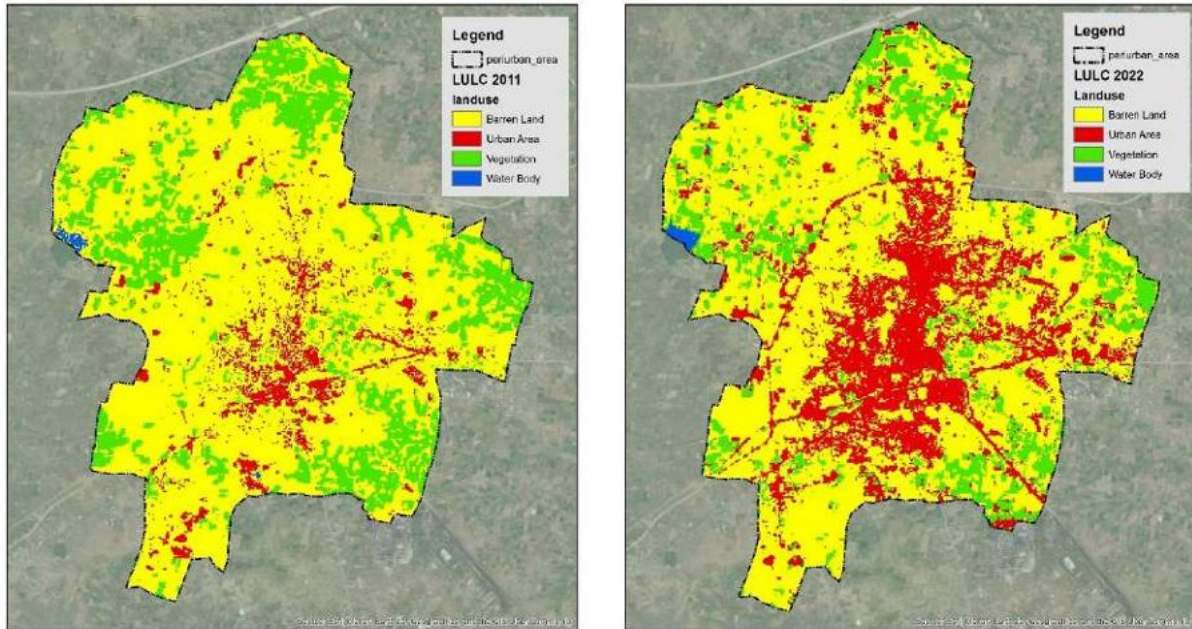 Legend
periurban_area
LULC 2011
landuse
Barren Land
Urban Area
Vegetation
Water Body
Legend
periurban_area
LULC 2022
Landuse
Barren Land
Urban Area
Vegetation
Water Body